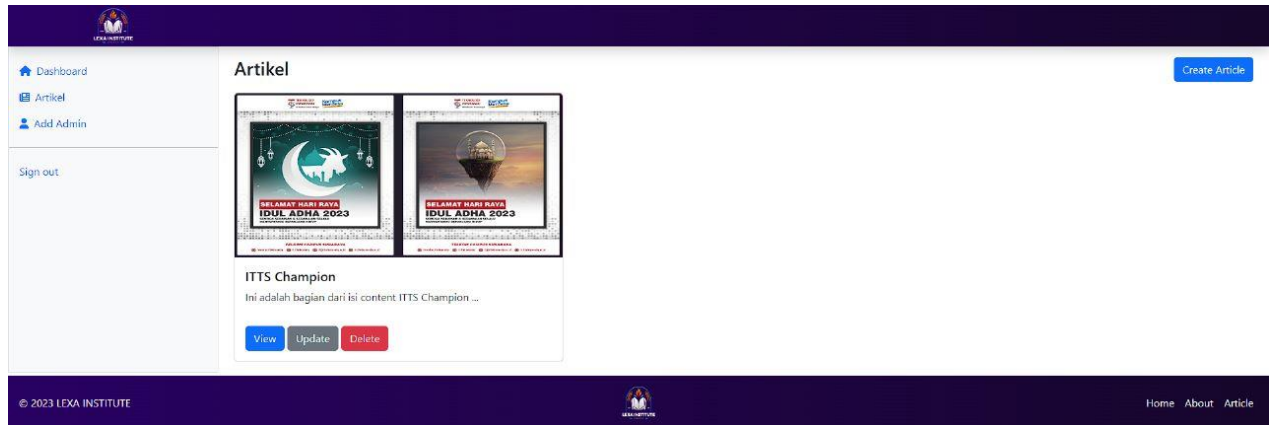 LEXA INSTITUTE
Dashboard
Artikel
Add Admin
Sign out
Artikel
Create Article
SELAMAT HARI RAYA
IDUL ADHA 2023
SELAMAT HARI RAYA
IDUL ADHA 2023
ITTS Champion
Ini adalah bagian dari isi content ITTS Champion ...
View Update Delete
© 2023 LEXA INSTITUTE
LEXA INSTITUTE
Home About Article